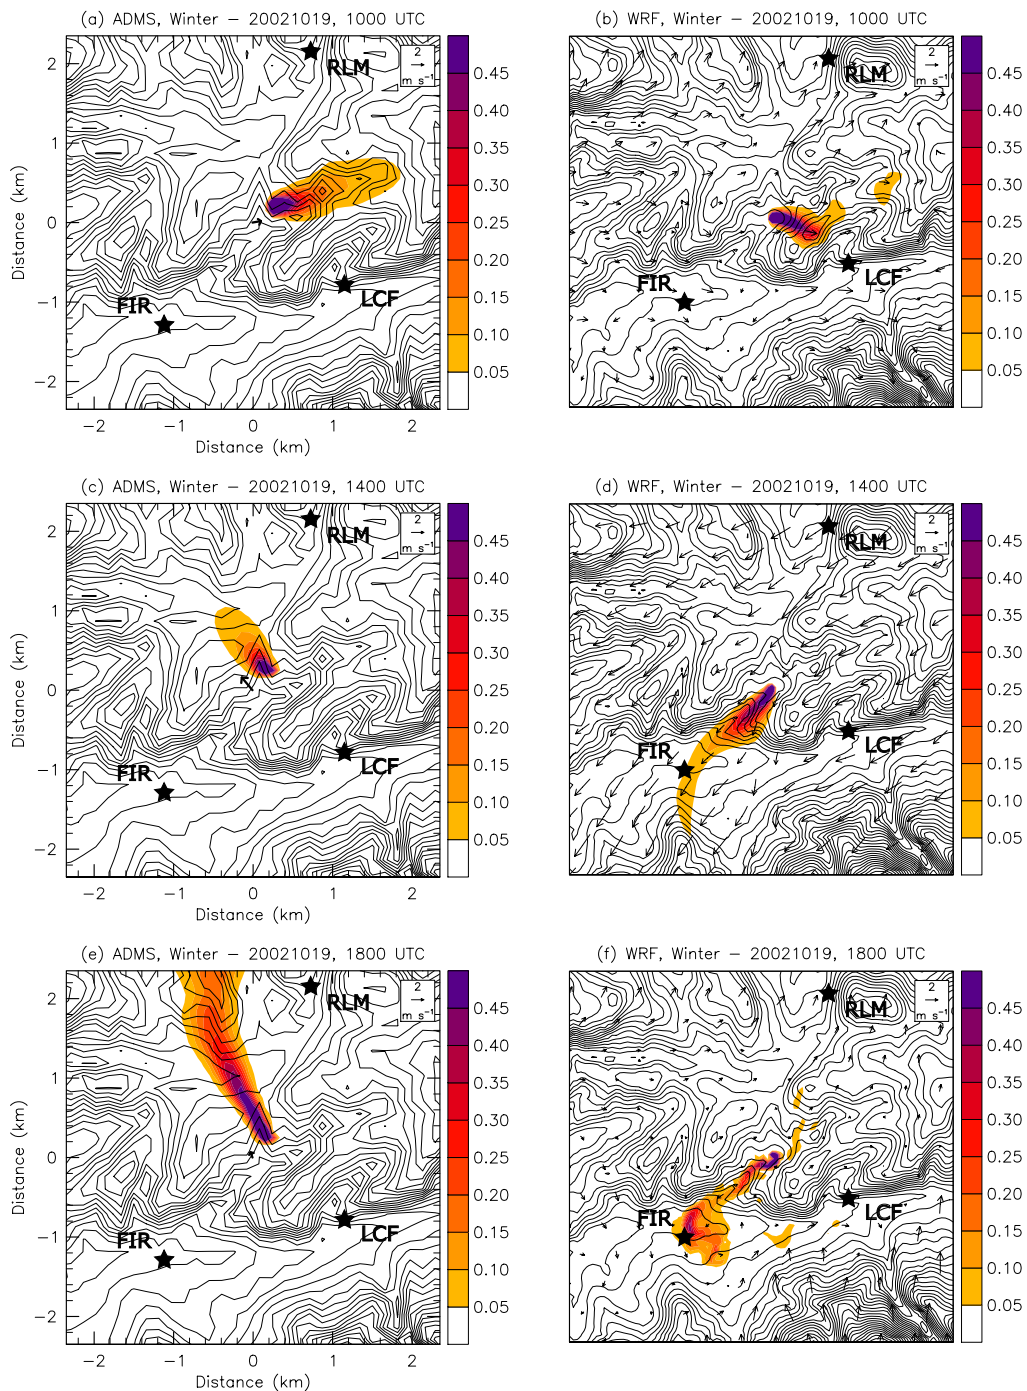 (a) ADMS, Winter − 20021019, 1000 UTC
2
m s⁻¹
RLM
FIR
LCF
Distance (km)
2
1
0
−1
−2
−2
−1
0
1
2
Distance (km)
0.45
0.40
0.35
0.30
0.25
0.20
0.15
0.10
0.05
(b) WRF, Winter − 20021019, 1000 UTC
2
m s⁻¹
RLM
FIR
LCF
0.45
0.40
0.35
0.30
0.25
0.20
0.15
0.10
0.05
(c) ADMS, Winter − 20021019, 1400 UTC
2
m s⁻¹
RLM
FIR
LCF
Distance (km)
2
1
0
−1
−2
−2
−1
0
1
2
Distance (km)
0.45
0.40
0.35
0.30
0.25
0.20
0.15
0.10
0.05
(d) WRF, Winter − 20021019, 1400 UTC
2
m s⁻¹
RLM
FIR
LCF
0.45
0.40
0.35
0.30
0.25
0.20
0.15
0.10
0.05
(e) ADMS, Winter − 20021019, 1800 UTC
2
m s⁻¹
RLM
FIR
LCF
Distance (km)
2
1
0
−1
−2
−2
−1
0
1
2
Distance (km)
0.45
0.40
0.35
0.30
0.25
0.20
0.15
0.10
0.05
(f) WRF, Winter − 20021019, 1800 UTC
2
m s⁻¹
RLM
FIR
LCF
0.45
0.40
0.35
0.30
0.25
0.20
0.15
0.10
0.05